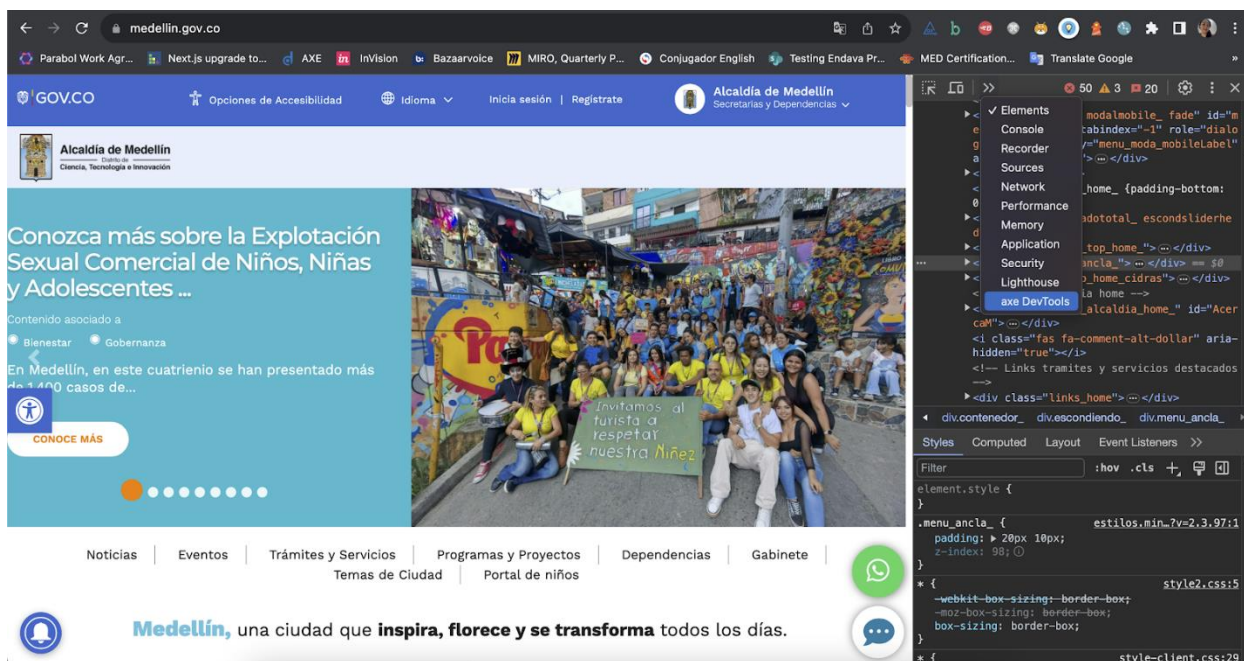 medellin.gov.co
Parabol Work Agr...
Next.js upgrade to...
AXE
in
InVision
b:
Bazaarvoice
MIRO, Quarterly P...
Conjugador English
Testing Endava Pr...
MED Certification...
Translate Google
»
GOV.CO
Opciones de Accesibilidad
Idioma
Inicia sesión | Regístrate
Alcaldía de Medellín
Secretarías y Dependencias
Alcaldía de Medellín
Distrito de
Ciencia, Tecnología e Innovación
Conozca más sobre la Explotación
Sexual Comercial de Niños, Niñas
y Adolescentes ...
Contenido asociado a
Bienestar
Gobernanza
En Medellín, en este cuatrienio se han presentado más
de 1.400 casos de...
CONOCE MÁS
Invitamos al
turista a
respetar
nuestra Niñez
Noticias
Eventos
Trámites y Servicios
Programas y Proyectos
Dependencias
Gabinete
Temas de Ciudad
Portal de niños
Medellín, una ciudad que inspira, florece y se transforma todos los días.
50 3 20
✓ Elements
Console
Recorder
Sources
Network
Performance
Memory
Application
Security
Lighthouse
axe DevTools
modalmobile_ fade" id="m
tabindex="-1" role="dialo
y="menu_moda_mobileLabel"
"> … </div>
_home_ {padding-bottom:
adototal_ escondsliderhe
_top_home_"> … </div>
ancla_"> … </div> == $0
o_home_cidras"> … </div>
ia home -->
_alcaldia_home_" id="Acer
caM"> … </div>
<i class="fas fa-comment-alt-dollar" aria-
hidden="true"></i>
<!-- Links tramites y servicios destacados
-->
<div class="links_home"> … </div>
div.contenedor_ div.escondiendo_ div.menu_ancla_
Styles Computed Layout Event Listeners »
Filter
:hov .cls +
element.style {
}
.menu_ancla_ { estilos.min…?v=2.3.97:1
padding: ▶ 20px 10px;
z-index: 98;
}
* { style2.css:5
-webkit-box-sizing: border-box;
-moz-box-sizing: border-box;
box-sizing: border-box;
}
* { style-client.css:29